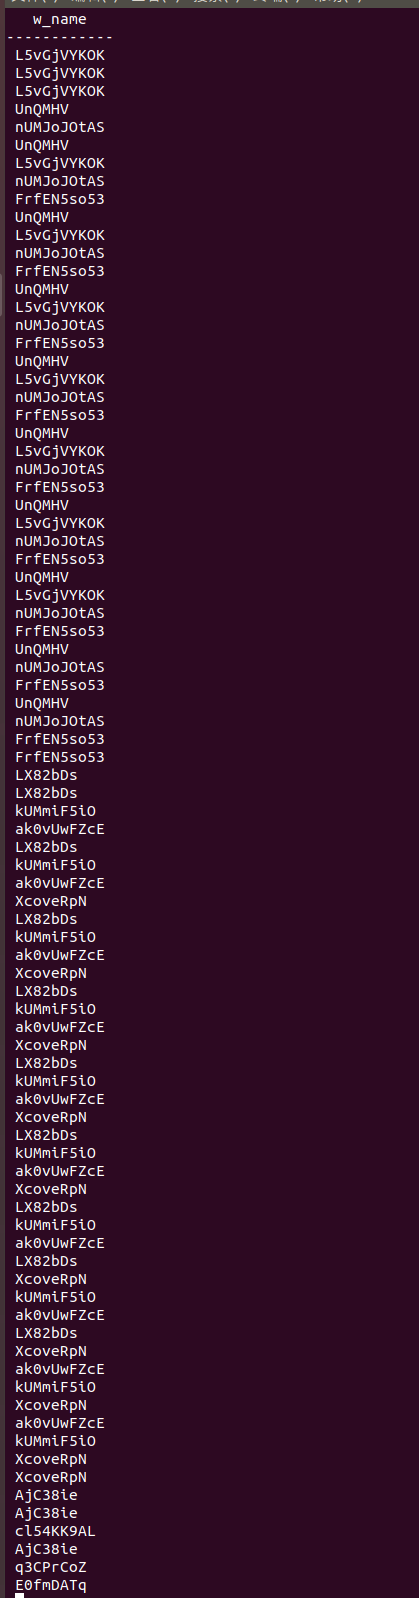 w_name
------------
L5vGjVYKOK
L5vGjVYKOK
L5vGjVYKOK
UnQMHV
nUMJoJOtAS
UnQMHV
L5vGjVYKOK
nUMJoJOtAS
FrfEN5so53
UnQMHV
L5vGjVYKOK
nUMJoJOtAS
FrfEN5so53
UnQMHV
L5vGjVYKOK
nUMJoJOtAS
FrfEN5so53
UnQMHV
L5vGjVYKOK
nUMJoJOtAS
FrfEN5so53
UnQMHV
L5vGjVYKOK
nUMJoJOtAS
FrfEN5so53
UnQMHV
L5vGjVYKOK
nUMJoJOtAS
FrfEN5so53
UnQMHV
L5vGjVYKOK
nUMJoJOtAS
FrfEN5so53
UnQMHV
nUMJoJOtAS
FrfEN5so53
UnQMHV
nUMJoJOtAS
FrfEN5so53
FrfEN5so53
LX82bDs
LX82bDs
kUMmiF5iO
ak0vUwFZcE
LX82bDs
kUMmiF5iO
ak0vUwFZcE
XcoveRpN
LX82bDs
kUMmiF5iO
ak0vUwFZcE
XcoveRpN
LX82bDs
kUMmiF5iO
ak0vUwFZcE
XcoveRpN
LX82bDs
kUMmiF5iO
ak0vUwFZcE
XcoveRpN
LX82bDs
kUMmiF5iO
ak0vUwFZcE
XcoveRpN
LX82bDs
kUMmiF5iO
ak0vUwFZcE
LX82bDs
XcoveRpN
kUMmiF5iO
ak0vUwFZcE
LX82bDs
XcoveRpN
ak0vUwFZcE
kUMmiF5iO
XcoveRpN
ak0vUwFZcE
kUMmiF5iO
XcoveRpN
XcoveRpN
AjC38ie
AjC38ie
cl54KK9AL
AjC38ie
q3CPrCoZ
E0fmDATq